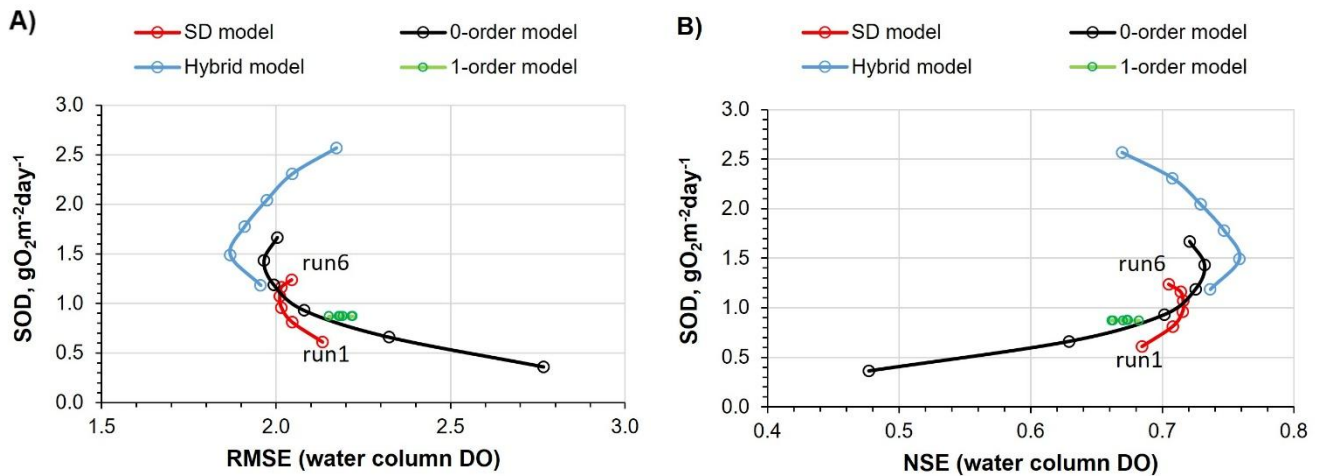 A)
SD model
0-order model
Hybrid model
1-order model
3.0
2.5
2.0
1.5
1.0
0.5
0.0
SOD, gO₂m⁻²day⁻¹
run6
run1
1.5
2.0
2.5
3.0
RMSE (water column DO)
B)
SD model
0-order model
Hybrid model
1-order model
3.0
2.5
2.0
1.5
1.0
0.5
0.0
SOD, gO₂m⁻²day⁻¹
run6
run1
0.4
0.5
0.6
0.7
0.8
NSE (water column DO)